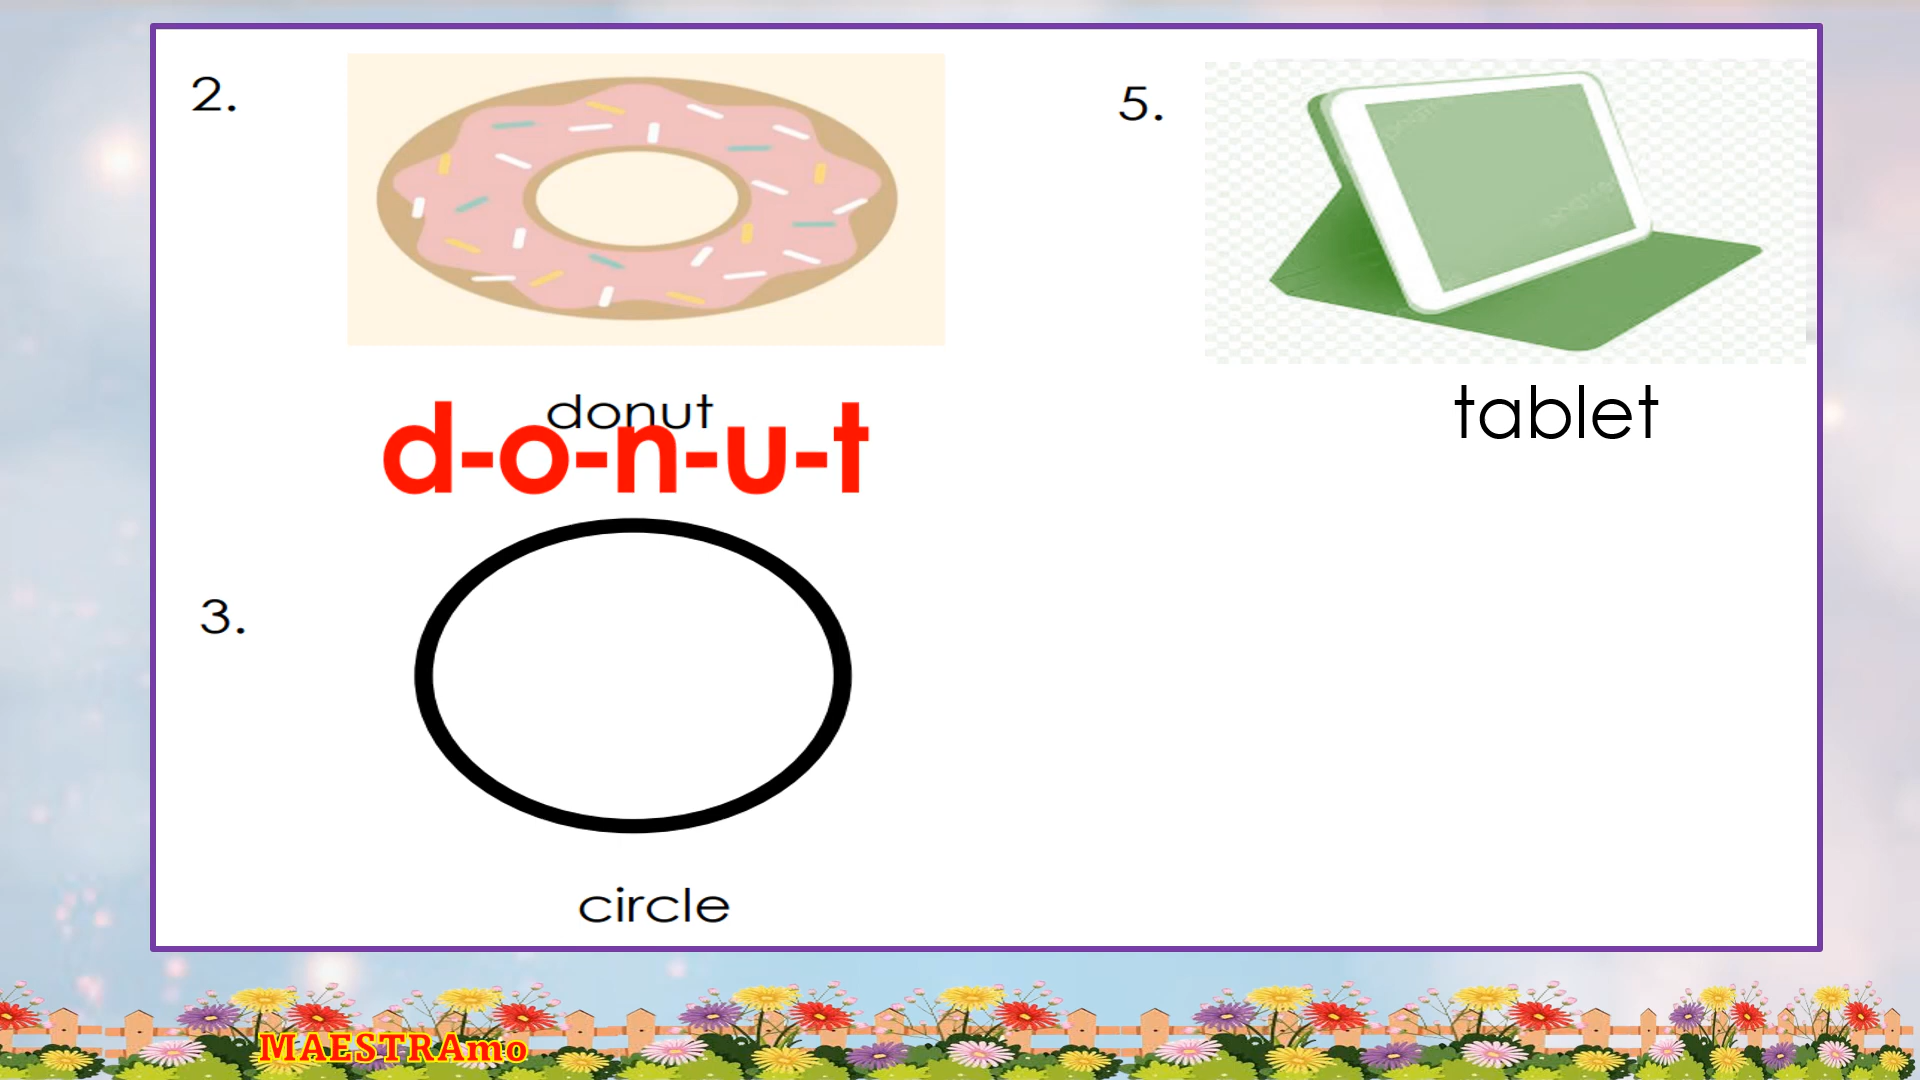 2.
donut
d-o-n-u-t
3.
circle
5.
tablet
MAESTRAmo